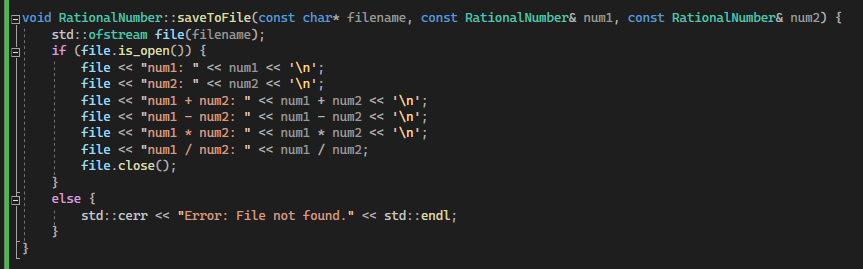 void RationalNumber::saveToFile(const char* filename, const RationalNumber& num1, const RationalNumber& num2) {
    std::ofstream file(filename);
    if (file.is_open()) {
        file << "num1: " << num1 << '\n';
        file << "num2: " << num2 << '\n';
        file << "num1 + num2: " << num1 + num2 << '\n';
        file << "num1 - num2: " << num1 - num2 << '\n';
        file << "num1 * num2: " << num1 * num2 << '\n';
        file << "num1 / num2: " << num1 / num2;
        file.close();
    }
    else {
        std::cerr << "Error: File not found." << std::endl;
    }
}